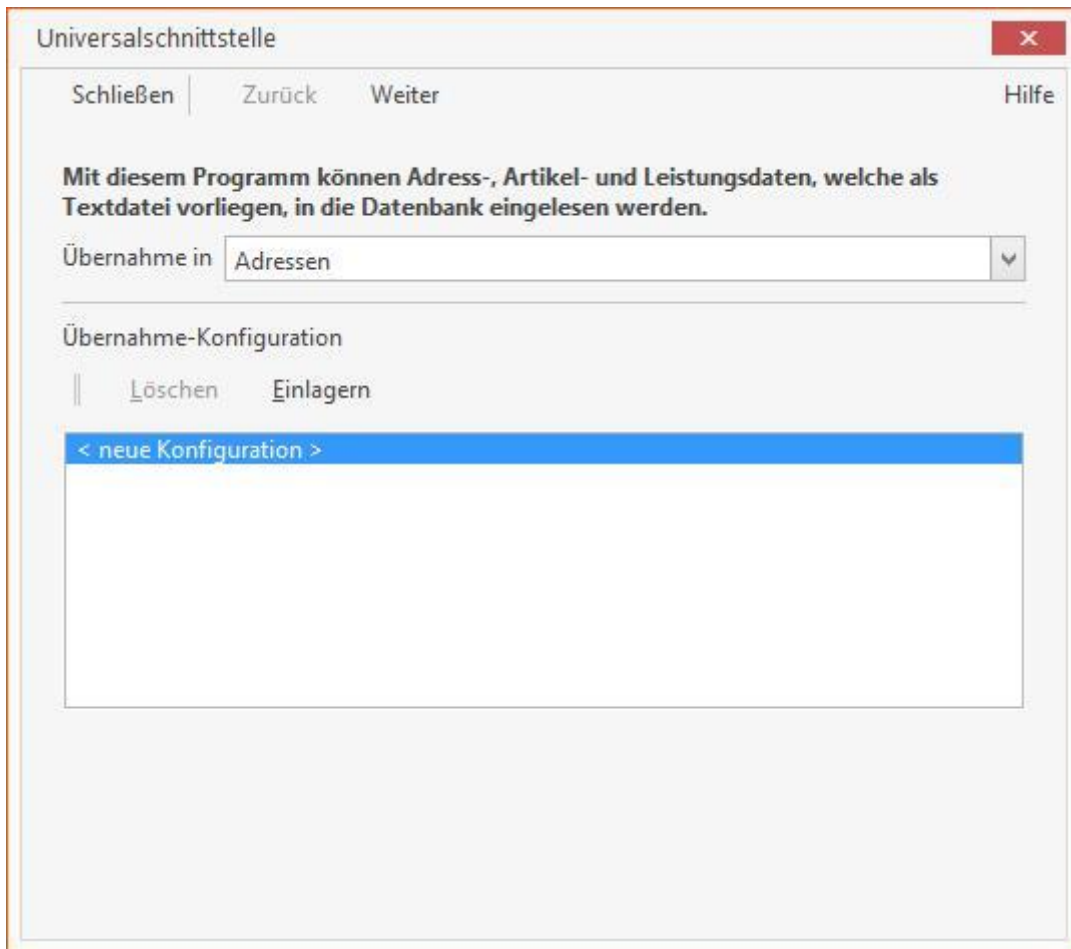 Universalschnittstelle
Schließen Zurück Weiter Hilfe
Mit diesem Programm können Adress-, Artikel- und Leistungsdaten, welche als
Textdatei vorliegen, in die Datenbank eingelesen werden.
Übernahme in Adressen
Übernahme-Konfiguration
Löschen Einlagern
< neue Konfiguration >